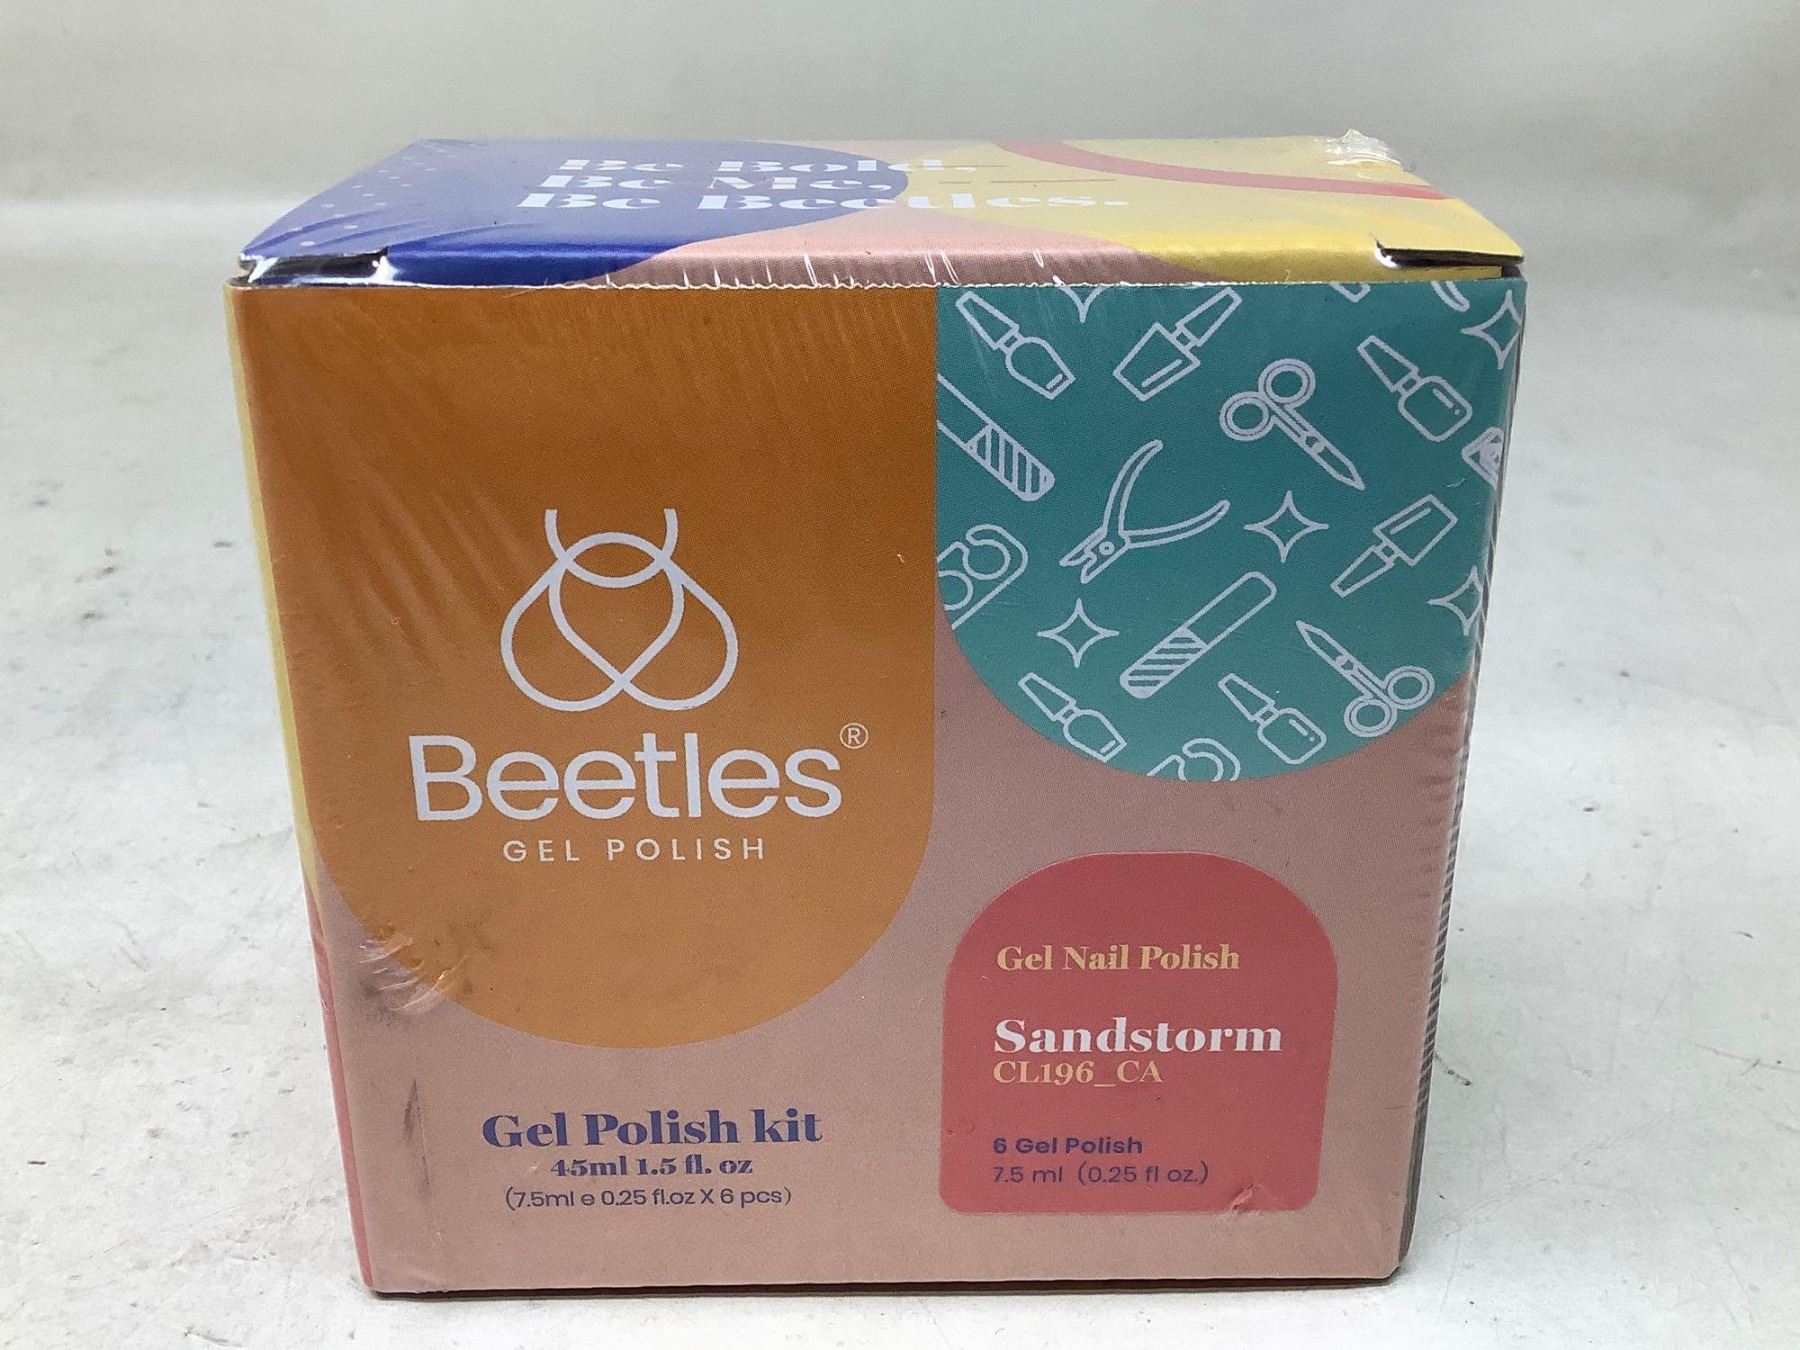 Be Bold,
Be Me,
Be Beetles.
Beetles®
GEL POLISH
Gel Polish kit
45ml 1.5 fl. oz
(7.5ml e 0.25 fl.oz X 6 pcs)
Gel Nail Polish
Sandstorm
CL196_CA
6 Gel Polish
7.5 ml (0.25 fl oz.)